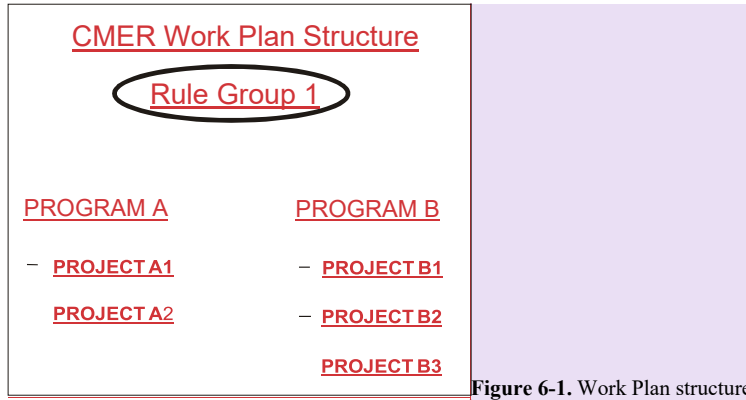 CMER Work Plan Structure
Rule Group 1
PROGRAM A
PROGRAM B
– PROJECT A1
– PROJECT B1
PROJECT A2
– PROJECT B2
PROJECT B3
Figure 6-1. Work Plan structure